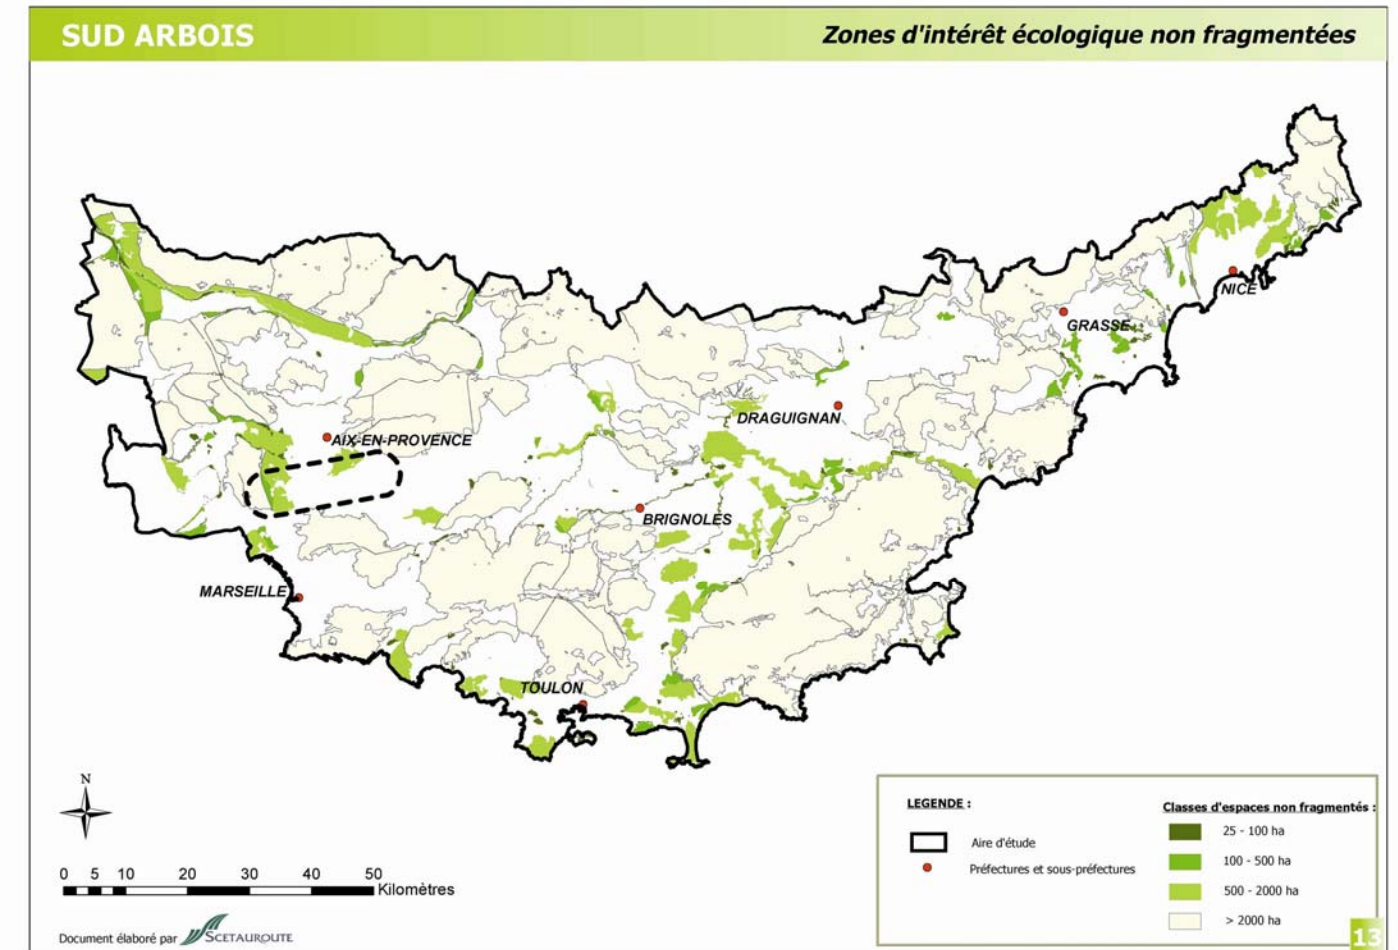 SUD ARBOIS
Zones d'intérêt écologique non fragmentées
NICE
GRASSE
DRAGUIGNAN
AIX-EN-PROVENCE
BRIGNOLES
MARSEILLE
TOULON
N
0 5 10 20 30 40 50
Kilomètres
Document élaboré par SCETAUROUTE
LEGENDE :
Aire d'étude
Préfectures et sous-préfectures
Classes d'espaces non fragmentés :
25 - 100 ha
100 - 500 ha
500 - 2000 ha
> 2000 ha
13